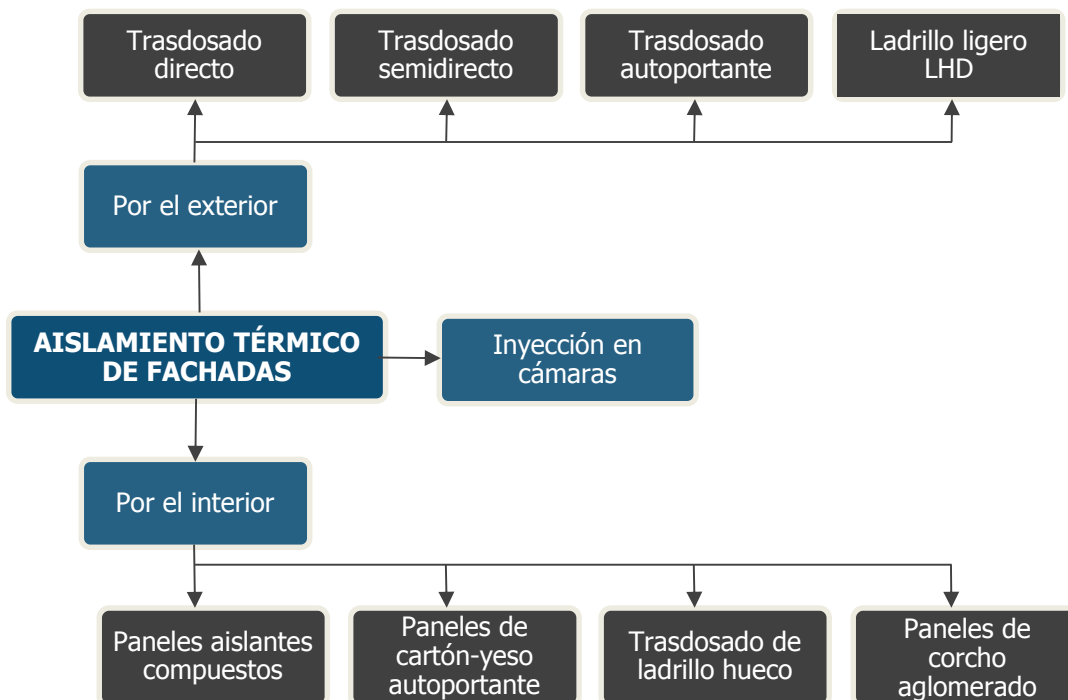 Trasdosado
directo
Trasdosado
semidirecto
Trasdosado
autoportante
Ladrillo ligero
LHD
Por el exterior
AISLAMIENTO TÉRMICO
DE FACHADAS
Inyección en
cámaras
Por el interior
Paneles aislantes
compuestos
Paneles de
cartón-yeso
autoportante
Trasdosado de
ladrillo hueco
Paneles de
corcho
aglomerado